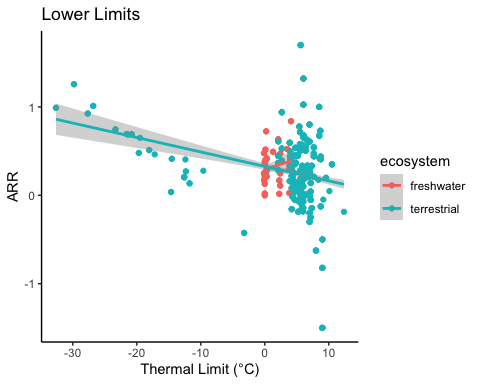 Lower Limits
1
0
-1
ARR
-30
-20
-10
0
10
Thermal Limit (°C)
ecosystem
freshwater
terrestrial